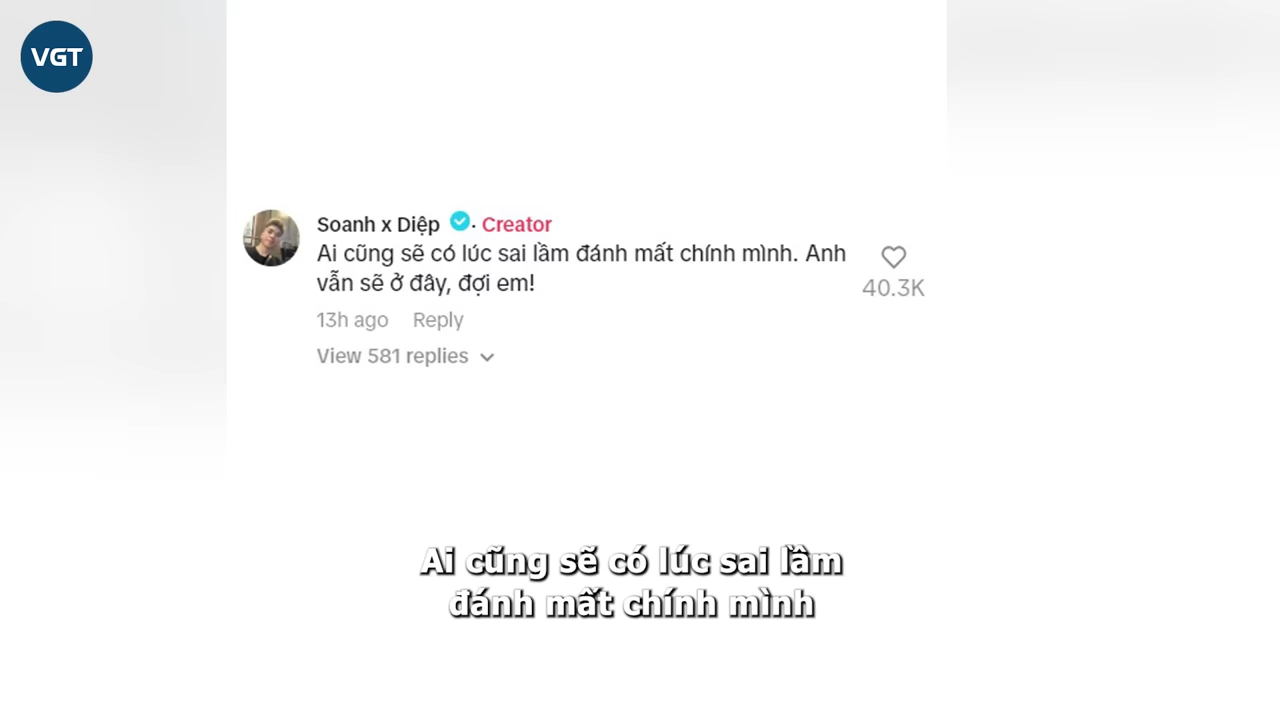 VGT
Soanh x Diệp · Creator
Ai cũng sẽ có lúc sai lầm đánh mất chính mình. Anh
vẫn sẽ ở đây, đợi em!
40.3K
13h ago Reply
View 581 replies
Ai cũng sẽ có lúc sai lầm
đánh mất chính mình